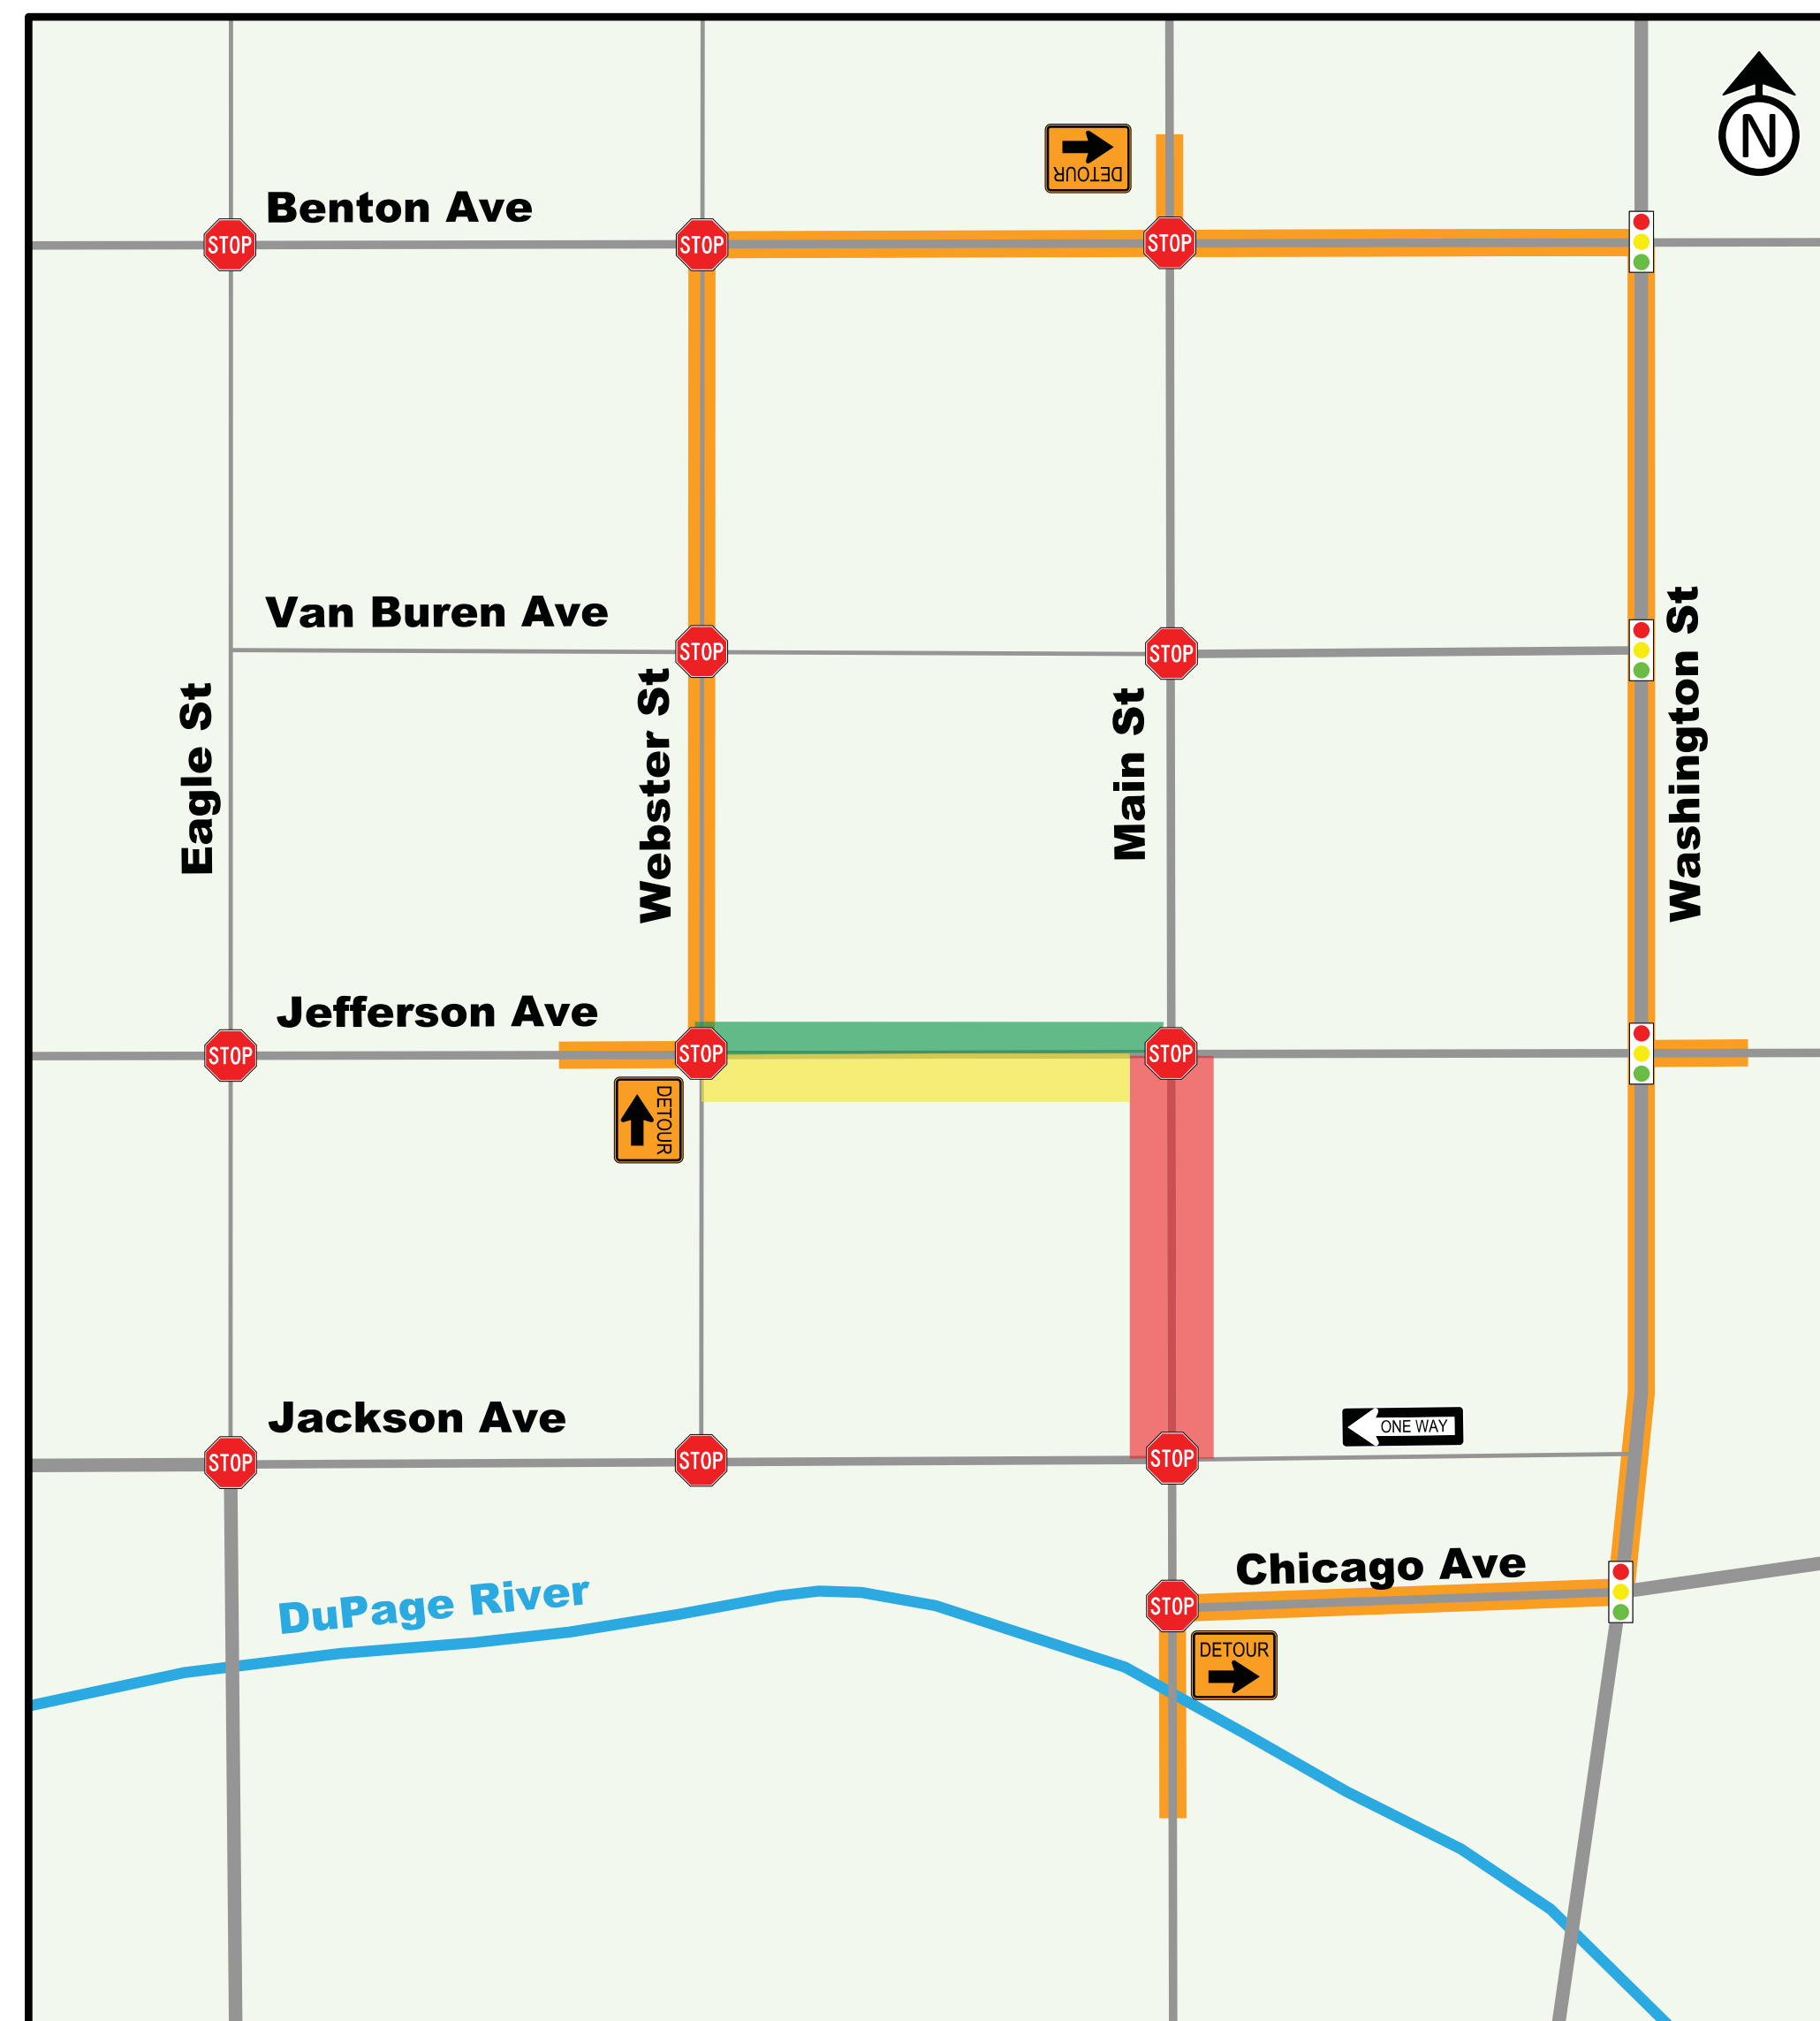 N
DETOUR
Benton Ave
STOP
STOP
STOP
Van Buren Ave
STOP
STOP
Eagle St
Webster St
Main St
Washington St
Jefferson Ave
STOP
STOP
STOP
DETOUR
Jackson Ave
ONE WAY
STOP
STOP
STOP
Chicago Ave
DuPage River
STOP
DETOUR